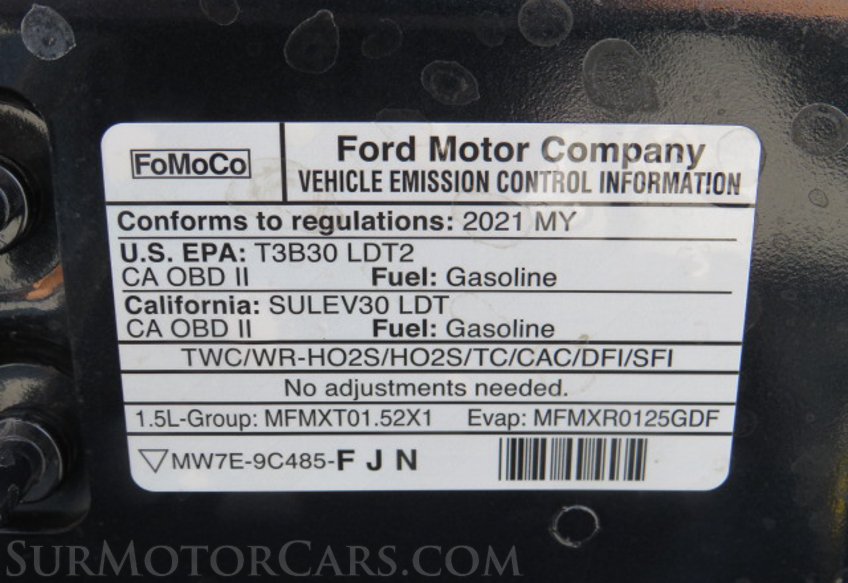 FoMoCo
Ford Motor Company
VEHICLE EMISSION CONTROL INFORMATION
Conforms to regulations: 2021 MY
U.S. EPA: T3B30 LDT2
CA OBD II Fuel: Gasoline
California: SULEV30 LDT
CA OBD II Fuel: Gasoline
TWC/WR-HO2S/HO2S/TC/CAC/DFI/SFI
No adjustments needed.
1.5L-Group: MFMXT01.52X1 Evap: MFMXR0125GDF
MW7E-9C485-F J N
SURMOTORCARS.COM